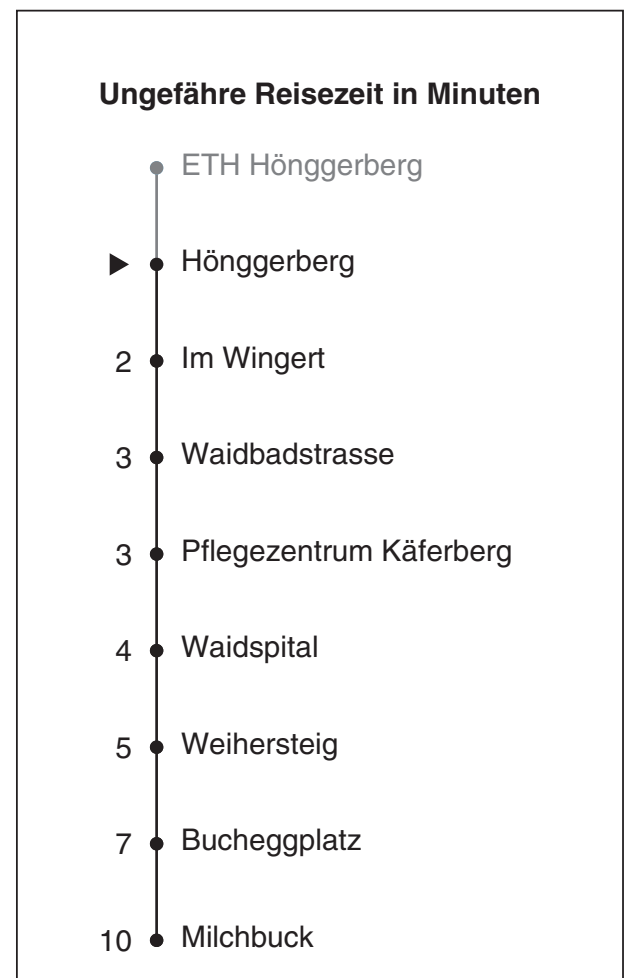 Ungefähre Reisezeit in Minuten
ETH Hönggerberg
Hönggerberg
2 Im Wingert
3 Waidbadstrasse
3 Pflegezentrum Käferberg
4 Waidspital
5 Weihersteig
7 Bucheggplatz
10 Milchbuck